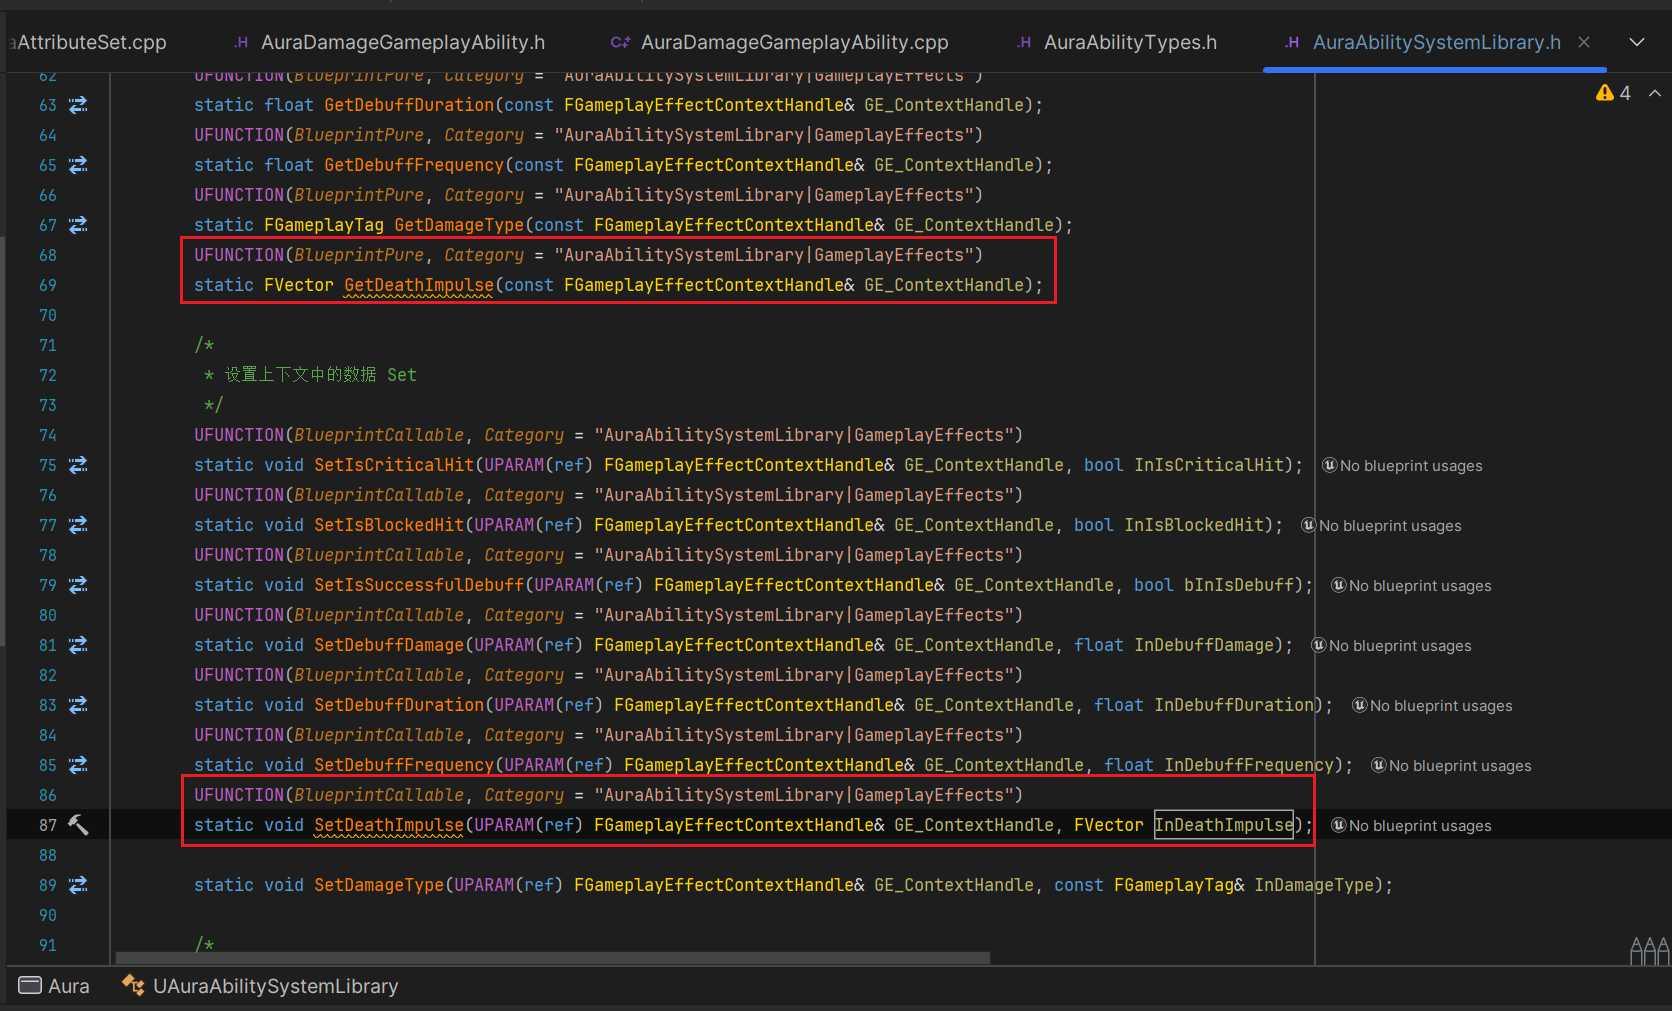 aAttributeSet.cpp .H AuraDamageGameplayAbility.h C++ AuraDamageGameplayAbility.cpp .H AuraAbilityTypes.h .H AuraAbilitySystemLibrary.h
4
62 UFUNCTION(BlueprintPure, Category = "AuraAbilitySystemLibrary|GameplayEffects")
63 static float GetDebuffDuration(const FGameplayEffectContextHandle& GE_ContextHandle);
64 UFUNCTION(BlueprintPure, Category = "AuraAbilitySystemLibrary|GameplayEffects")
65 static float GetDebuffFrequency(const FGameplayEffectContextHandle& GE_ContextHandle);
66 UFUNCTION(BlueprintPure, Category = "AuraAbilitySystemLibrary|GameplayEffects")
67 static FGameplayTag GetDamageType(const FGameplayEffectContextHandle& GE_ContextHandle);
68 UFUNCTION(BlueprintPure, Category = "AuraAbilitySystemLibrary|GameplayEffects")
69 static FVector GetDeathImpulse(const FGameplayEffectContextHandle& GE_ContextHandle);
70
71 /*
72 * 设置上下文中的数据 Set
73 */
74 UFUNCTION(BlueprintCallable, Category = "AuraAbilitySystemLibrary|GameplayEffects")
75 static void SetIsCriticalHit(UPARAM(ref) FGameplayEffectContextHandle& GE_ContextHandle, bool InIsCriticalHit); No blueprint usages
76 UFUNCTION(BlueprintCallable, Category = "AuraAbilitySystemLibrary|GameplayEffects")
77 static void SetIsBlockedHit(UPARAM(ref) FGameplayEffectContextHandle& GE_ContextHandle, bool InIsBlockedHit); No blueprint usages
78 UFUNCTION(BlueprintCallable, Category = "AuraAbilitySystemLibrary|GameplayEffects")
79 static void SetIsSuccessfulDebuff(UPARAM(ref) FGameplayEffectContextHandle& GE_ContextHandle, bool bInIsDebuff); No blueprint usages
80 UFUNCTION(BlueprintCallable, Category = "AuraAbilitySystemLibrary|GameplayEffects")
81 static void SetDebuffDamage(UPARAM(ref) FGameplayEffectContextHandle& GE_ContextHandle, float InDebuffDamage); No blueprint usages
82 UFUNCTION(BlueprintCallable, Category = "AuraAbilitySystemLibrary|GameplayEffects")
83 static void SetDebuffDuration(UPARAM(ref) FGameplayEffectContextHandle& GE_ContextHandle, float InDebuffDuration); No blueprint usages
84 UFUNCTION(BlueprintCallable, Category = "AuraAbilitySystemLibrary|GameplayEffects")
85 static void SetDebuffFrequency(UPARAM(ref) FGameplayEffectContextHandle& GE_ContextHandle, float InDebuffFrequency); No blueprint usages
86 UFUNCTION(BlueprintCallable, Category = "AuraAbilitySystemLibrary|GameplayEffects")
87 static void SetDeathImpulse(UPARAM(ref) FGameplayEffectContextHandle& GE_ContextHandle, FVector InDeathImpulse); No blueprint usages
88
89 static void SetDamageType(UPARAM(ref) FGameplayEffectContextHandle& GE_ContextHandle, const FGameplayTag& InDamageType);
90
91 /*
Aura UAuraAbilitySystemLibrary